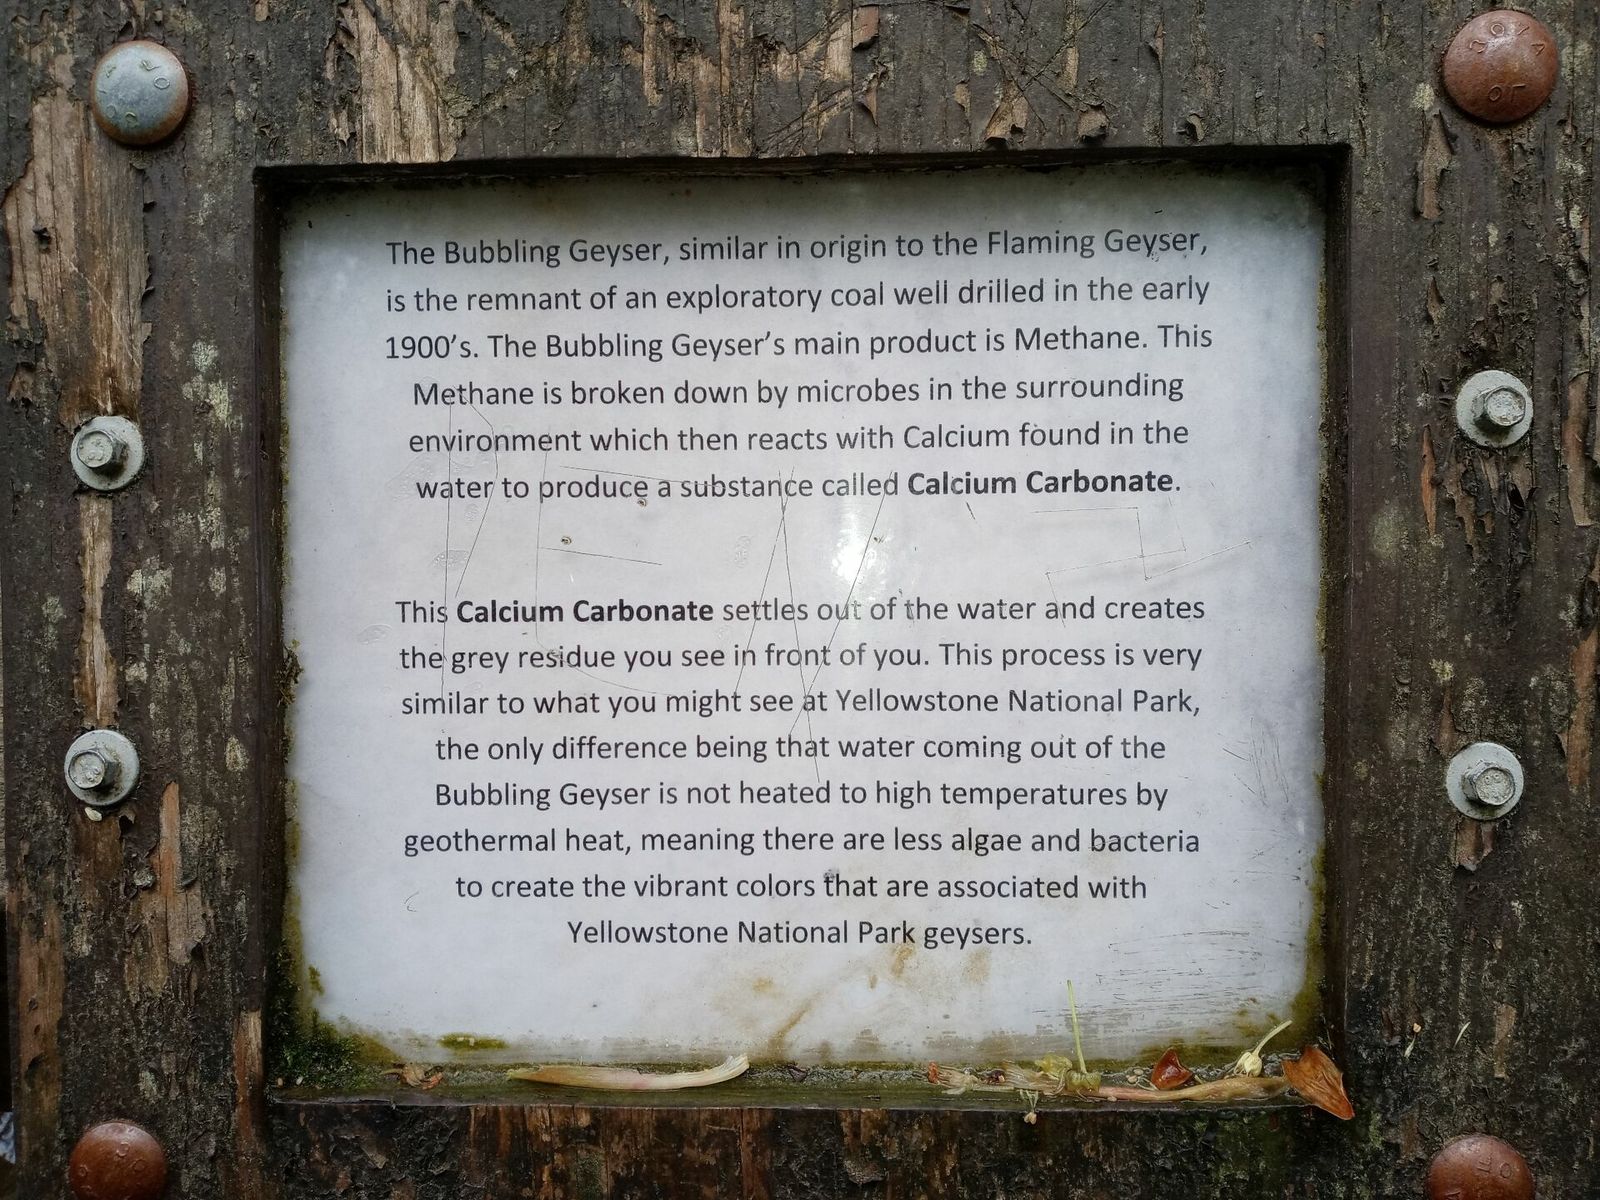 The Bubbling Geyser, similar in origin to the Flaming Geyser,
is the remnant of an exploratory coal well drilled in the early
1900's. The Bubbling Geyser's main product is Methane. This
Methane is broken down by microbes in the surrounding
environment which then reacts with Calcium found in the
water to produce a substance called Calcium Carbonate.
This Calcium Carbonate settles out of the water and creates
the grey residue you see in front of you. This process is very
similar to what you might see at Yellowstone National Park,
the only difference being that water coming out of the
Bubbling Geyser is not heated to high temperatures by
geothermal heat, meaning there are less algae and bacteria
to create the vibrant colors that are associated with
Yellowstone National Park geysers.